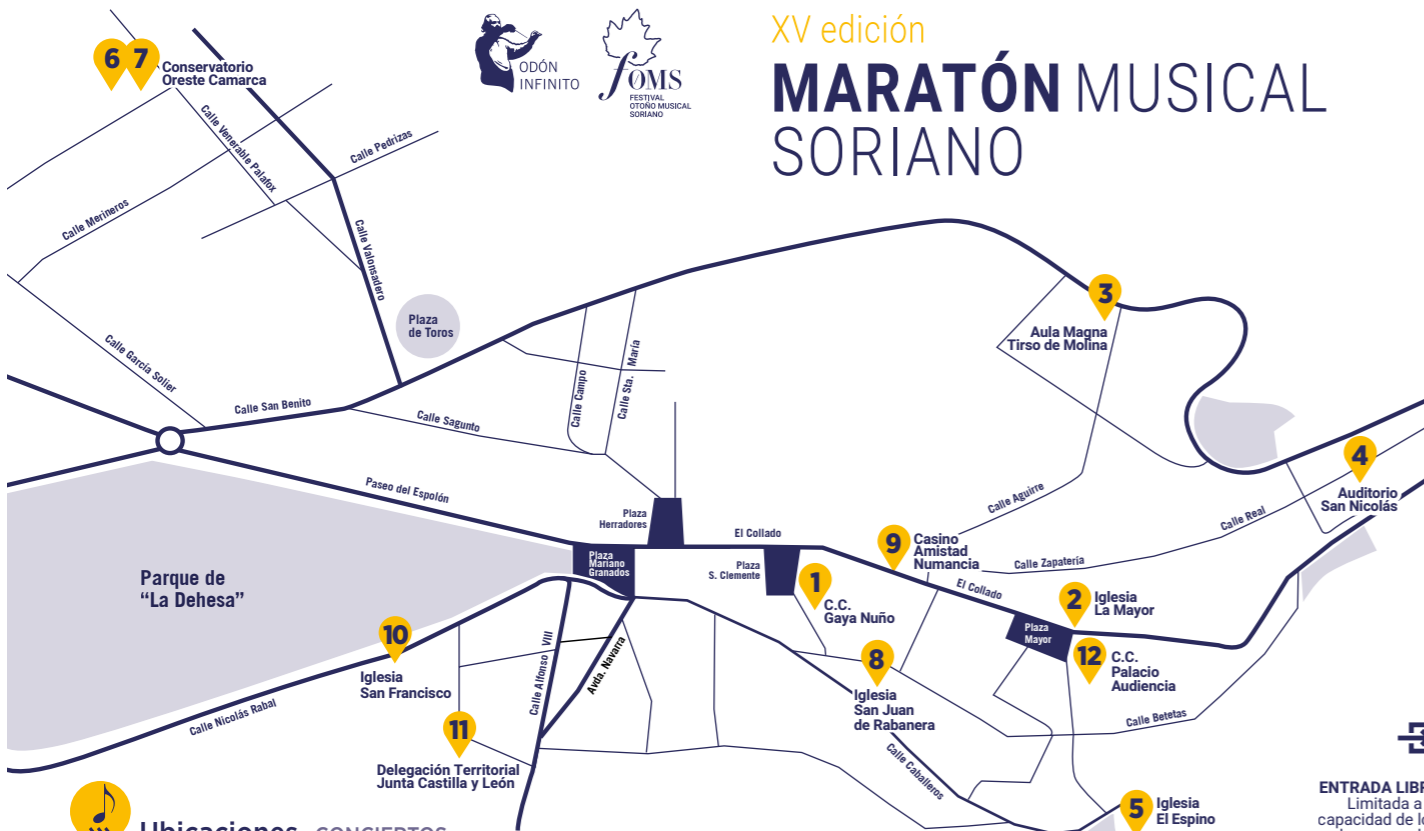 XV edición
MARATÓN MUSICAL
SORIANO
ODÓN
INFINITO
fOMS
FESTIVAL
OTOÑO MUSICAL
SORIANO
6
7
Conservatorio
Oreste Camarca
Calle Venerable Palafox
Calle Pedrizas
Calle Merineros
Calle Valonsadero
Plaza
de Toros
Calle García Solier
Calle San Benito
Calle Sagunto
Calle Campo
Calle Sta. María
3
Aula Magna
Tirso de Molina
4
Auditorio
San Nicolás
Paseo del Espolón
Plaza
Herradores
El Collado
Calle Aguirre
Calle Real
Plaza
Mariano
Granados
Plaza
S. Clemente
9
Casino
Amistad
Numancia
Calle Zapatería
El Collado
Parque de
“La Dehesa”
1
C.C.
Gaya Nuño
2
Iglesia
La Mayor
Plaza
Mayor
10
Iglesia
San Francisco
Calle Alfonso VIII
Avda. Navarra
8
Iglesia
San Juan
de Rabanera
12
C.C.
Palacio
Audiencia
Calle Nicolás Rabal
Calle Betetas
11
Delegación Territorial
Junta Castilla y León
Calle Caballeros
5
Iglesia
El Espino
ENTRADA LIBR
Limitada a
capacidad de lo
Ubicaciones CONCIERTOS